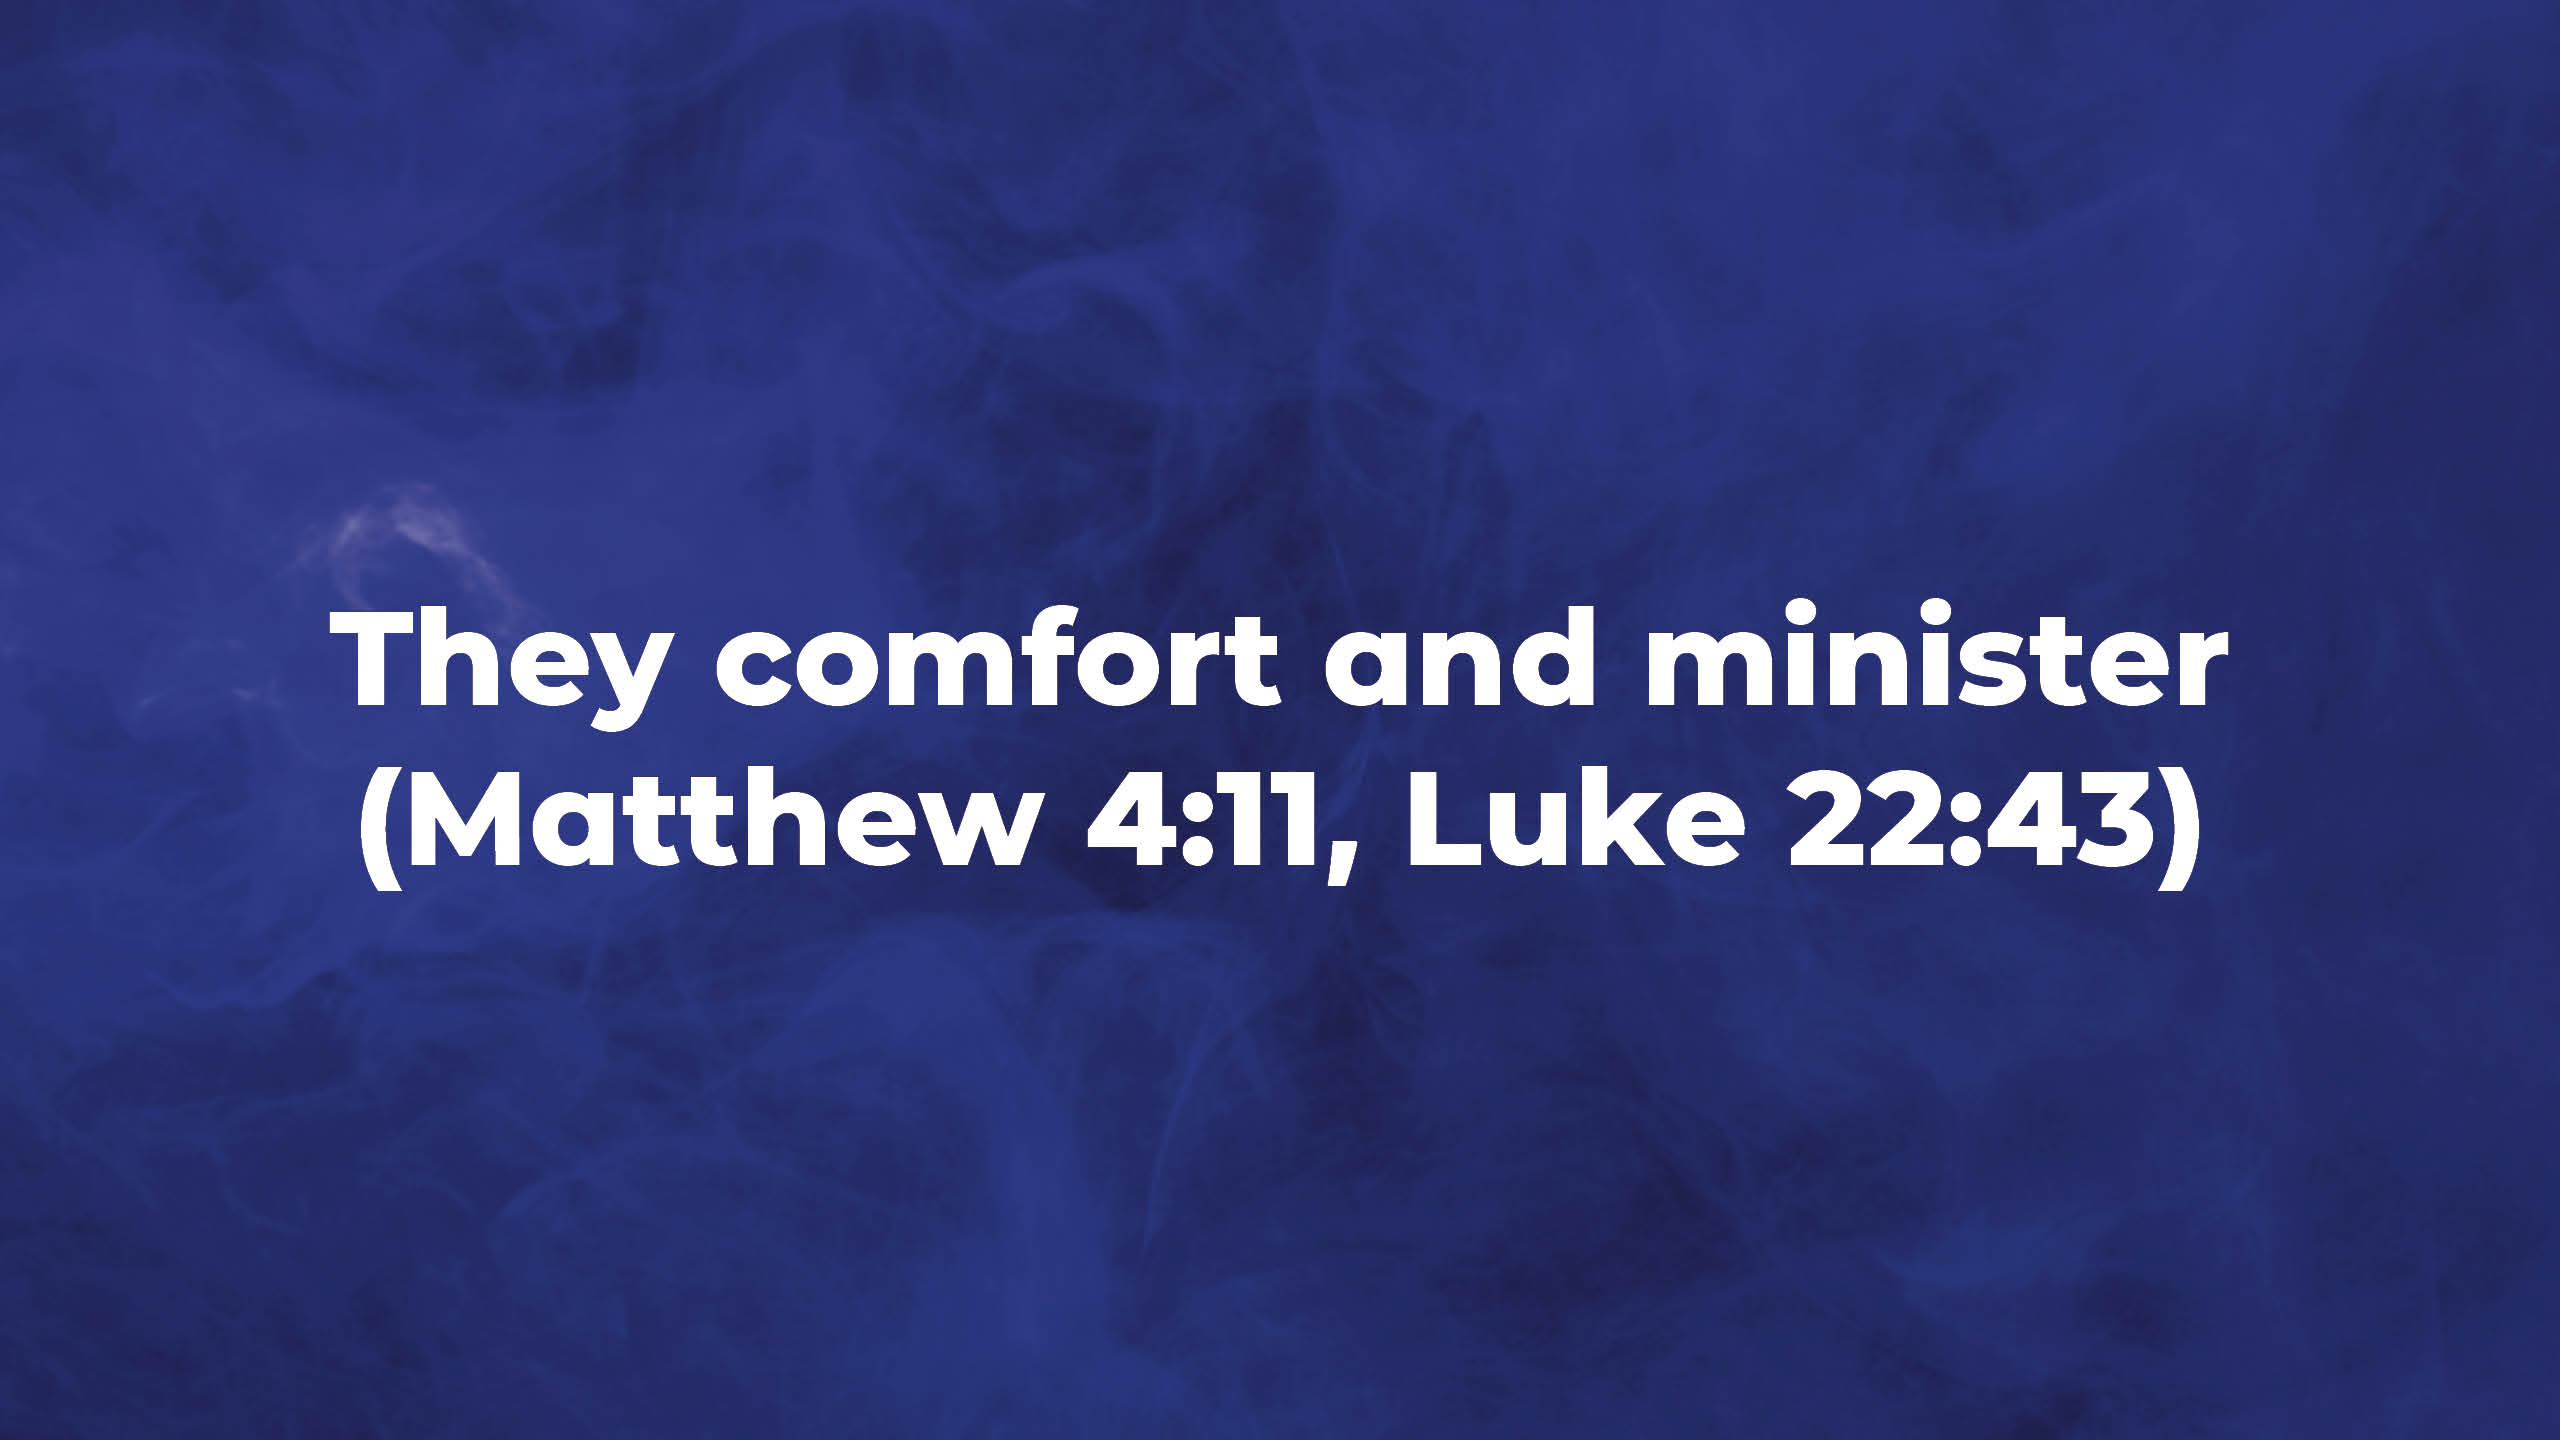 They comfort and minister
(Matthew 4:11, Luke 22:43)